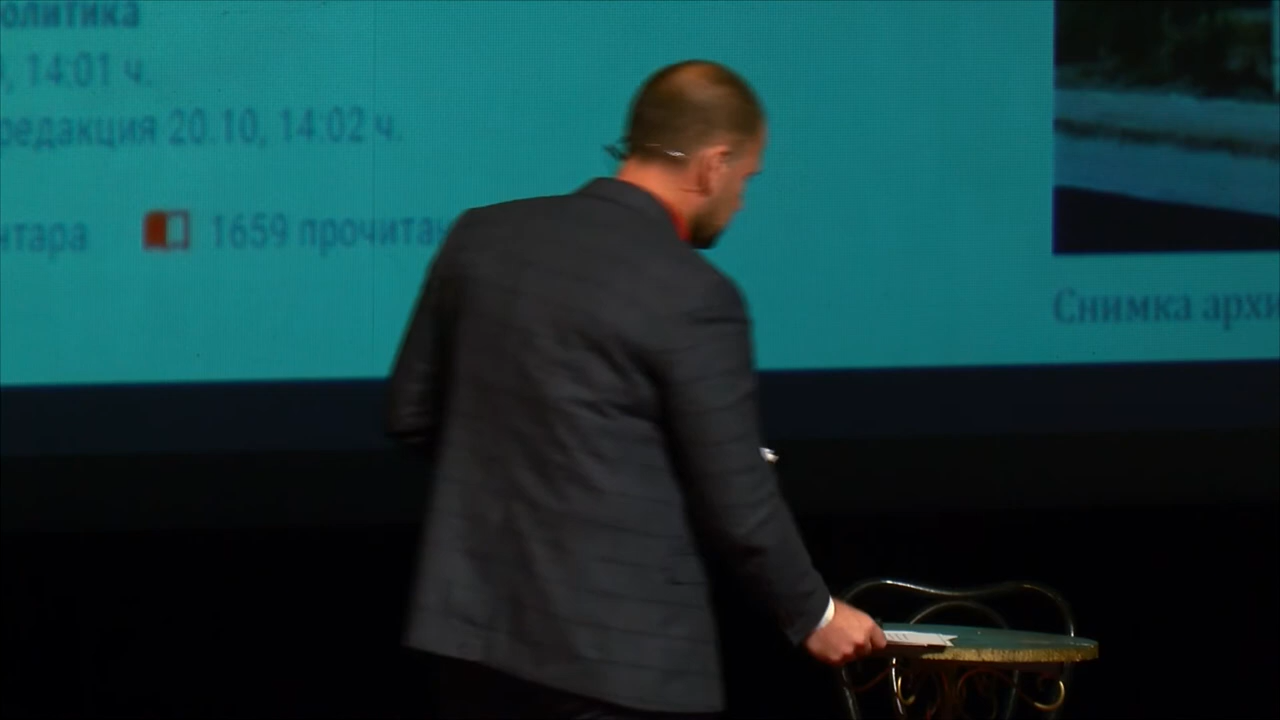 олитика
, 14:01 ч.
редакция 20.10, 14:02 ч.
нтара 1659 прочитан
Снимка архи